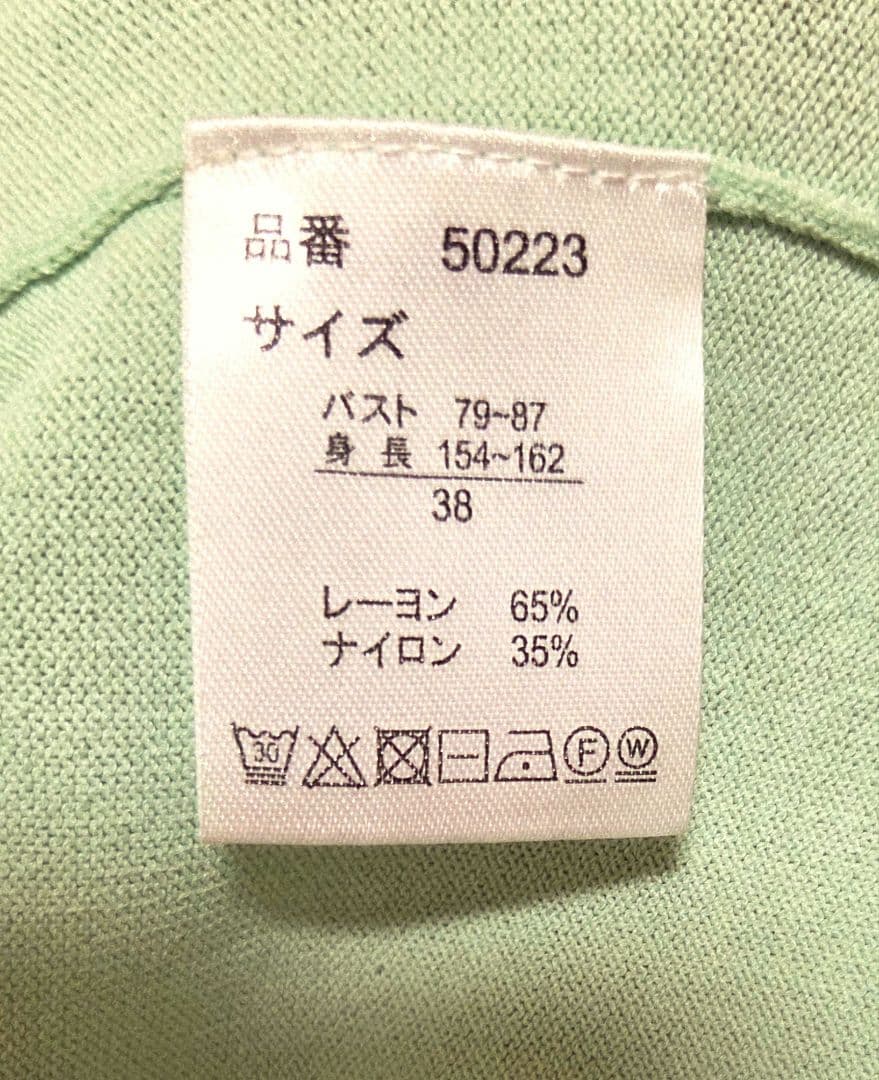 品番 50223
サイズ
バスト 79~87
身長 154~162
38
レーヨン 65%
ナイロン 35%
30 F W